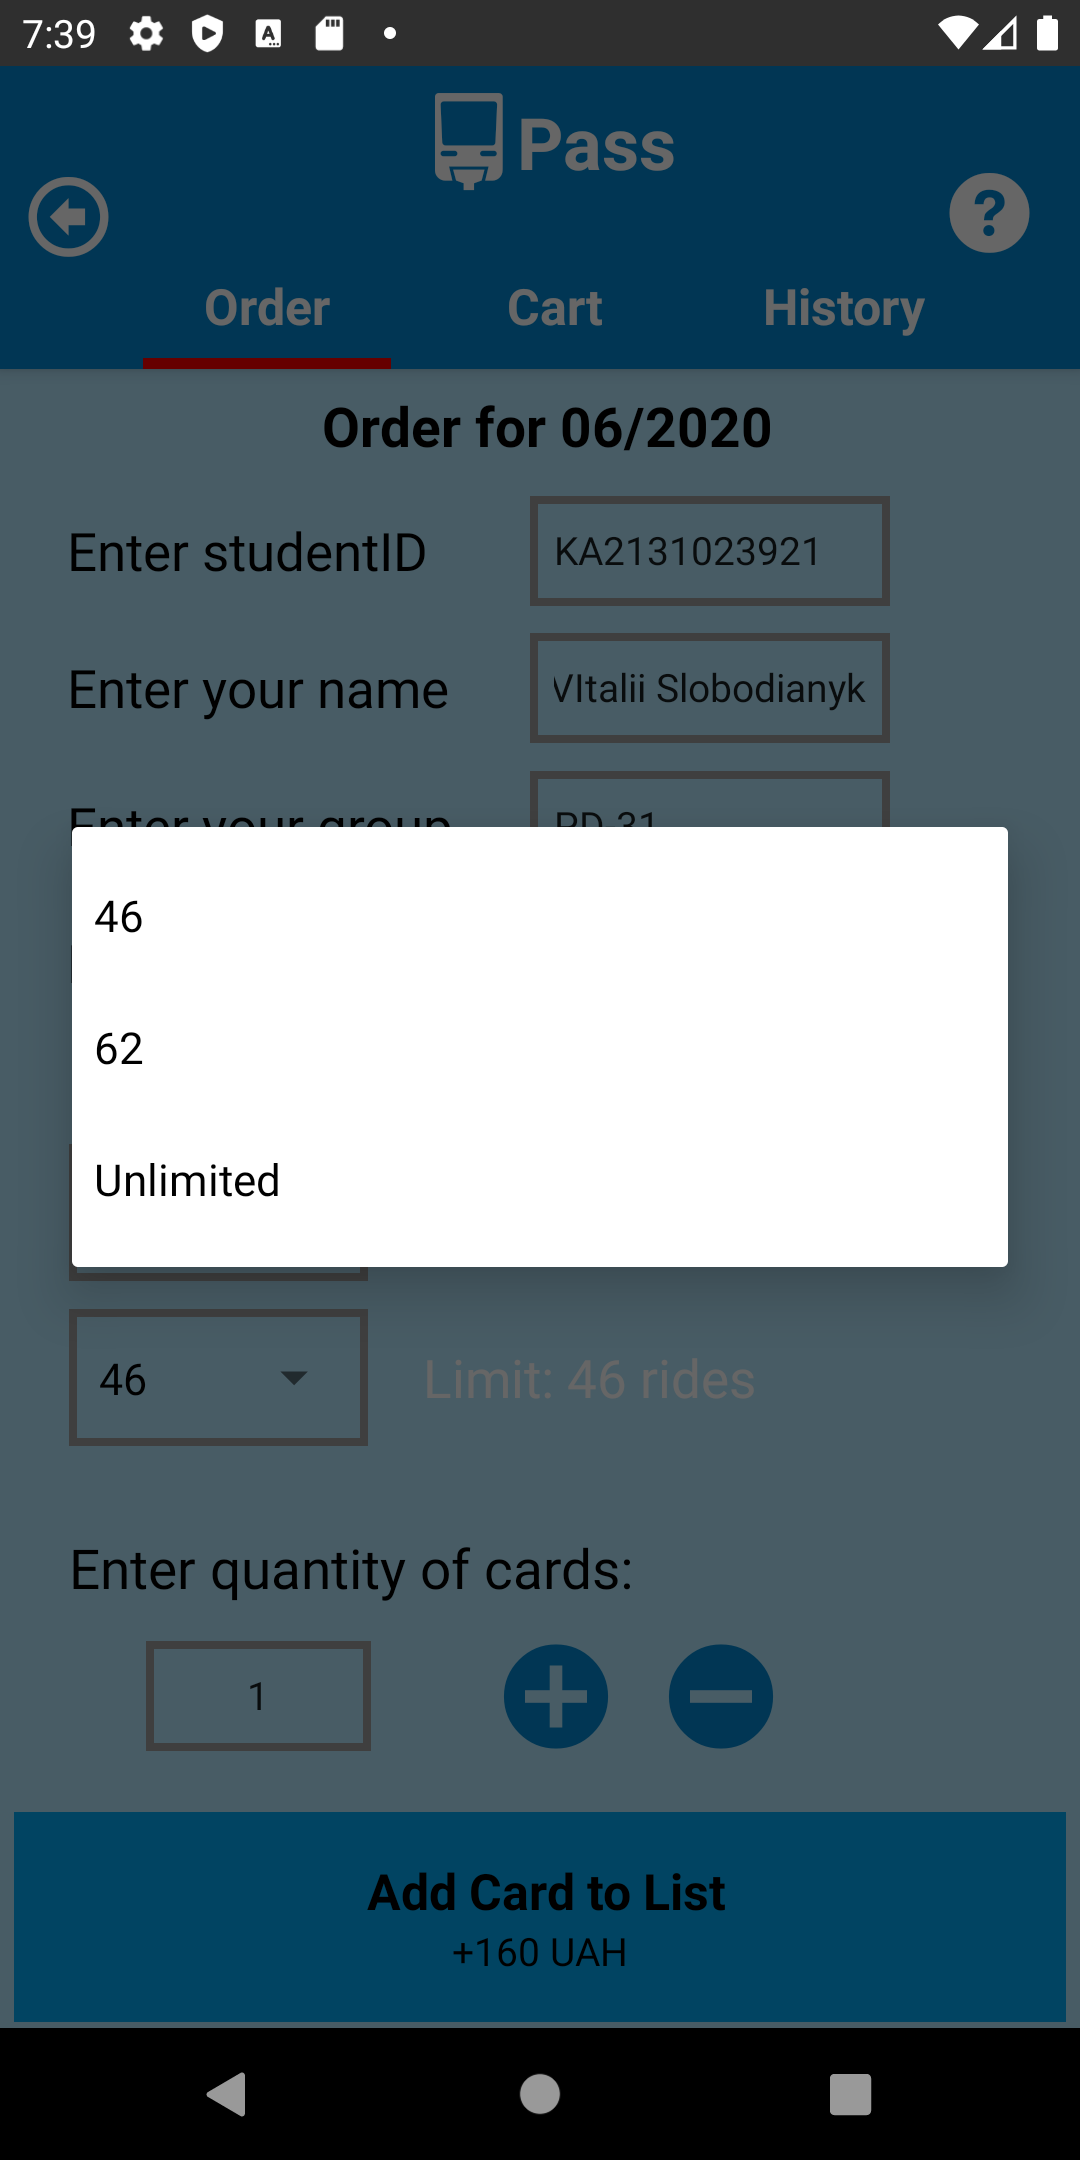 7:39
Pass
Order Cart History
Order for 06/2020
Enter studentID KA2131023921
Enter your name VItalii Slobodianyk
Enter your group PD 31
46
62
Unlimited
46 Limit: 46 rides
Enter quantity of cards:
1
Add Card to List
+160 UAH